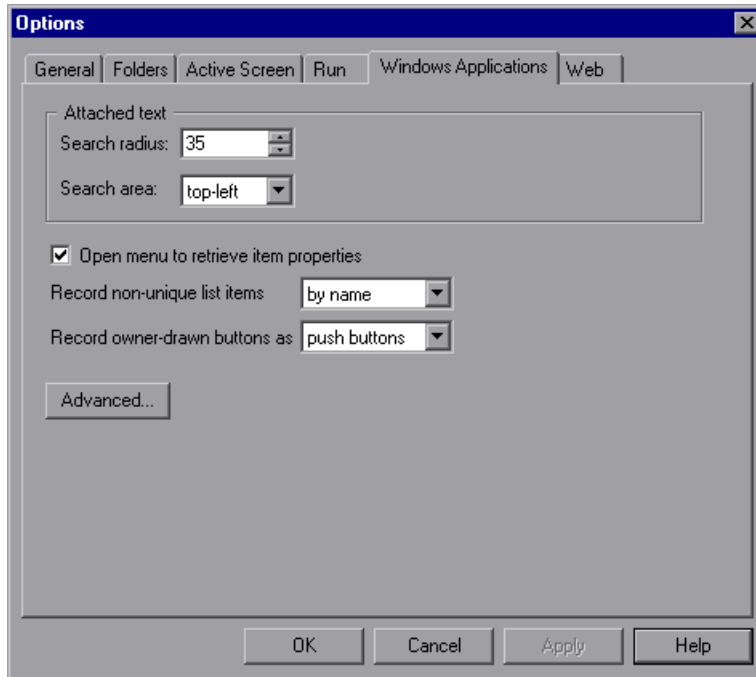 Options
General Folders Active Screen Run Windows Applications Web
Attached text
Search radius: 35
Search area: top-left
Open menu to retrieve item properties
Record non-unique list items by name
Record owner-drawn buttons as push buttons
Advanced...
OK Cancel Apply Help